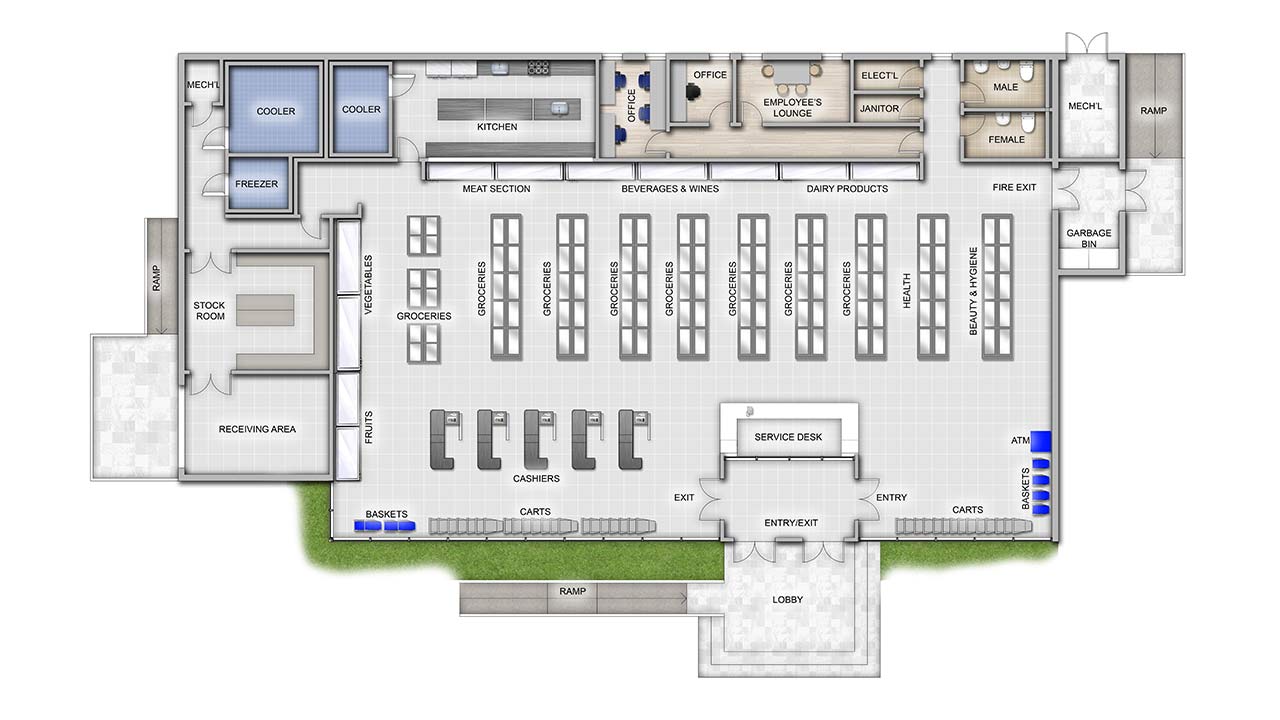 MECH'L
COOLER
COOLER
KITCHEN
OFFICE
OFFICE
EMPLOYEE'S
LOUNGE
ELECT'L
JANITOR
MALE
FEMALE
MECH'L
RAMP
FREEZER
MEAT SECTION
BEVERAGES & WINES
DAIRY PRODUCTS
FIRE EXIT
GARBAGE
BIN
RAMP
STOCK
ROOM
VEGETABLES
GROCERIES
GROCERIES
GROCERIES
GROCERIES
GROCERIES
GROCERIES
GROCERIES
GROCERIES
HEALTH
BEAUTY & HYGIENE
RECEIVING AREA
FRUITS
CASHIERS
SERVICE DESK
ATM
BASKETS
EXIT
ENTRY
BASKETS
CARTS
ENTRY/EXIT
CARTS
RAMP
LOBBY